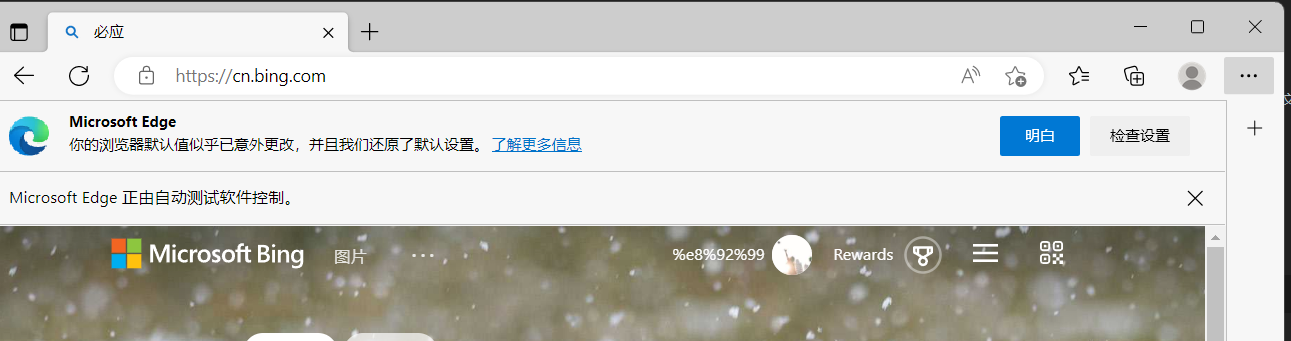 必应
https://cn.bing.com
Microsoft Edge
你的浏览器默认值似乎已意外更改，并且我们还原了默认设置。 了解更多信息
明白
检查设置
Microsoft Edge 正由自动测试软件控制。
Microsoft Bing
图片
%e8%92%99
Rewards